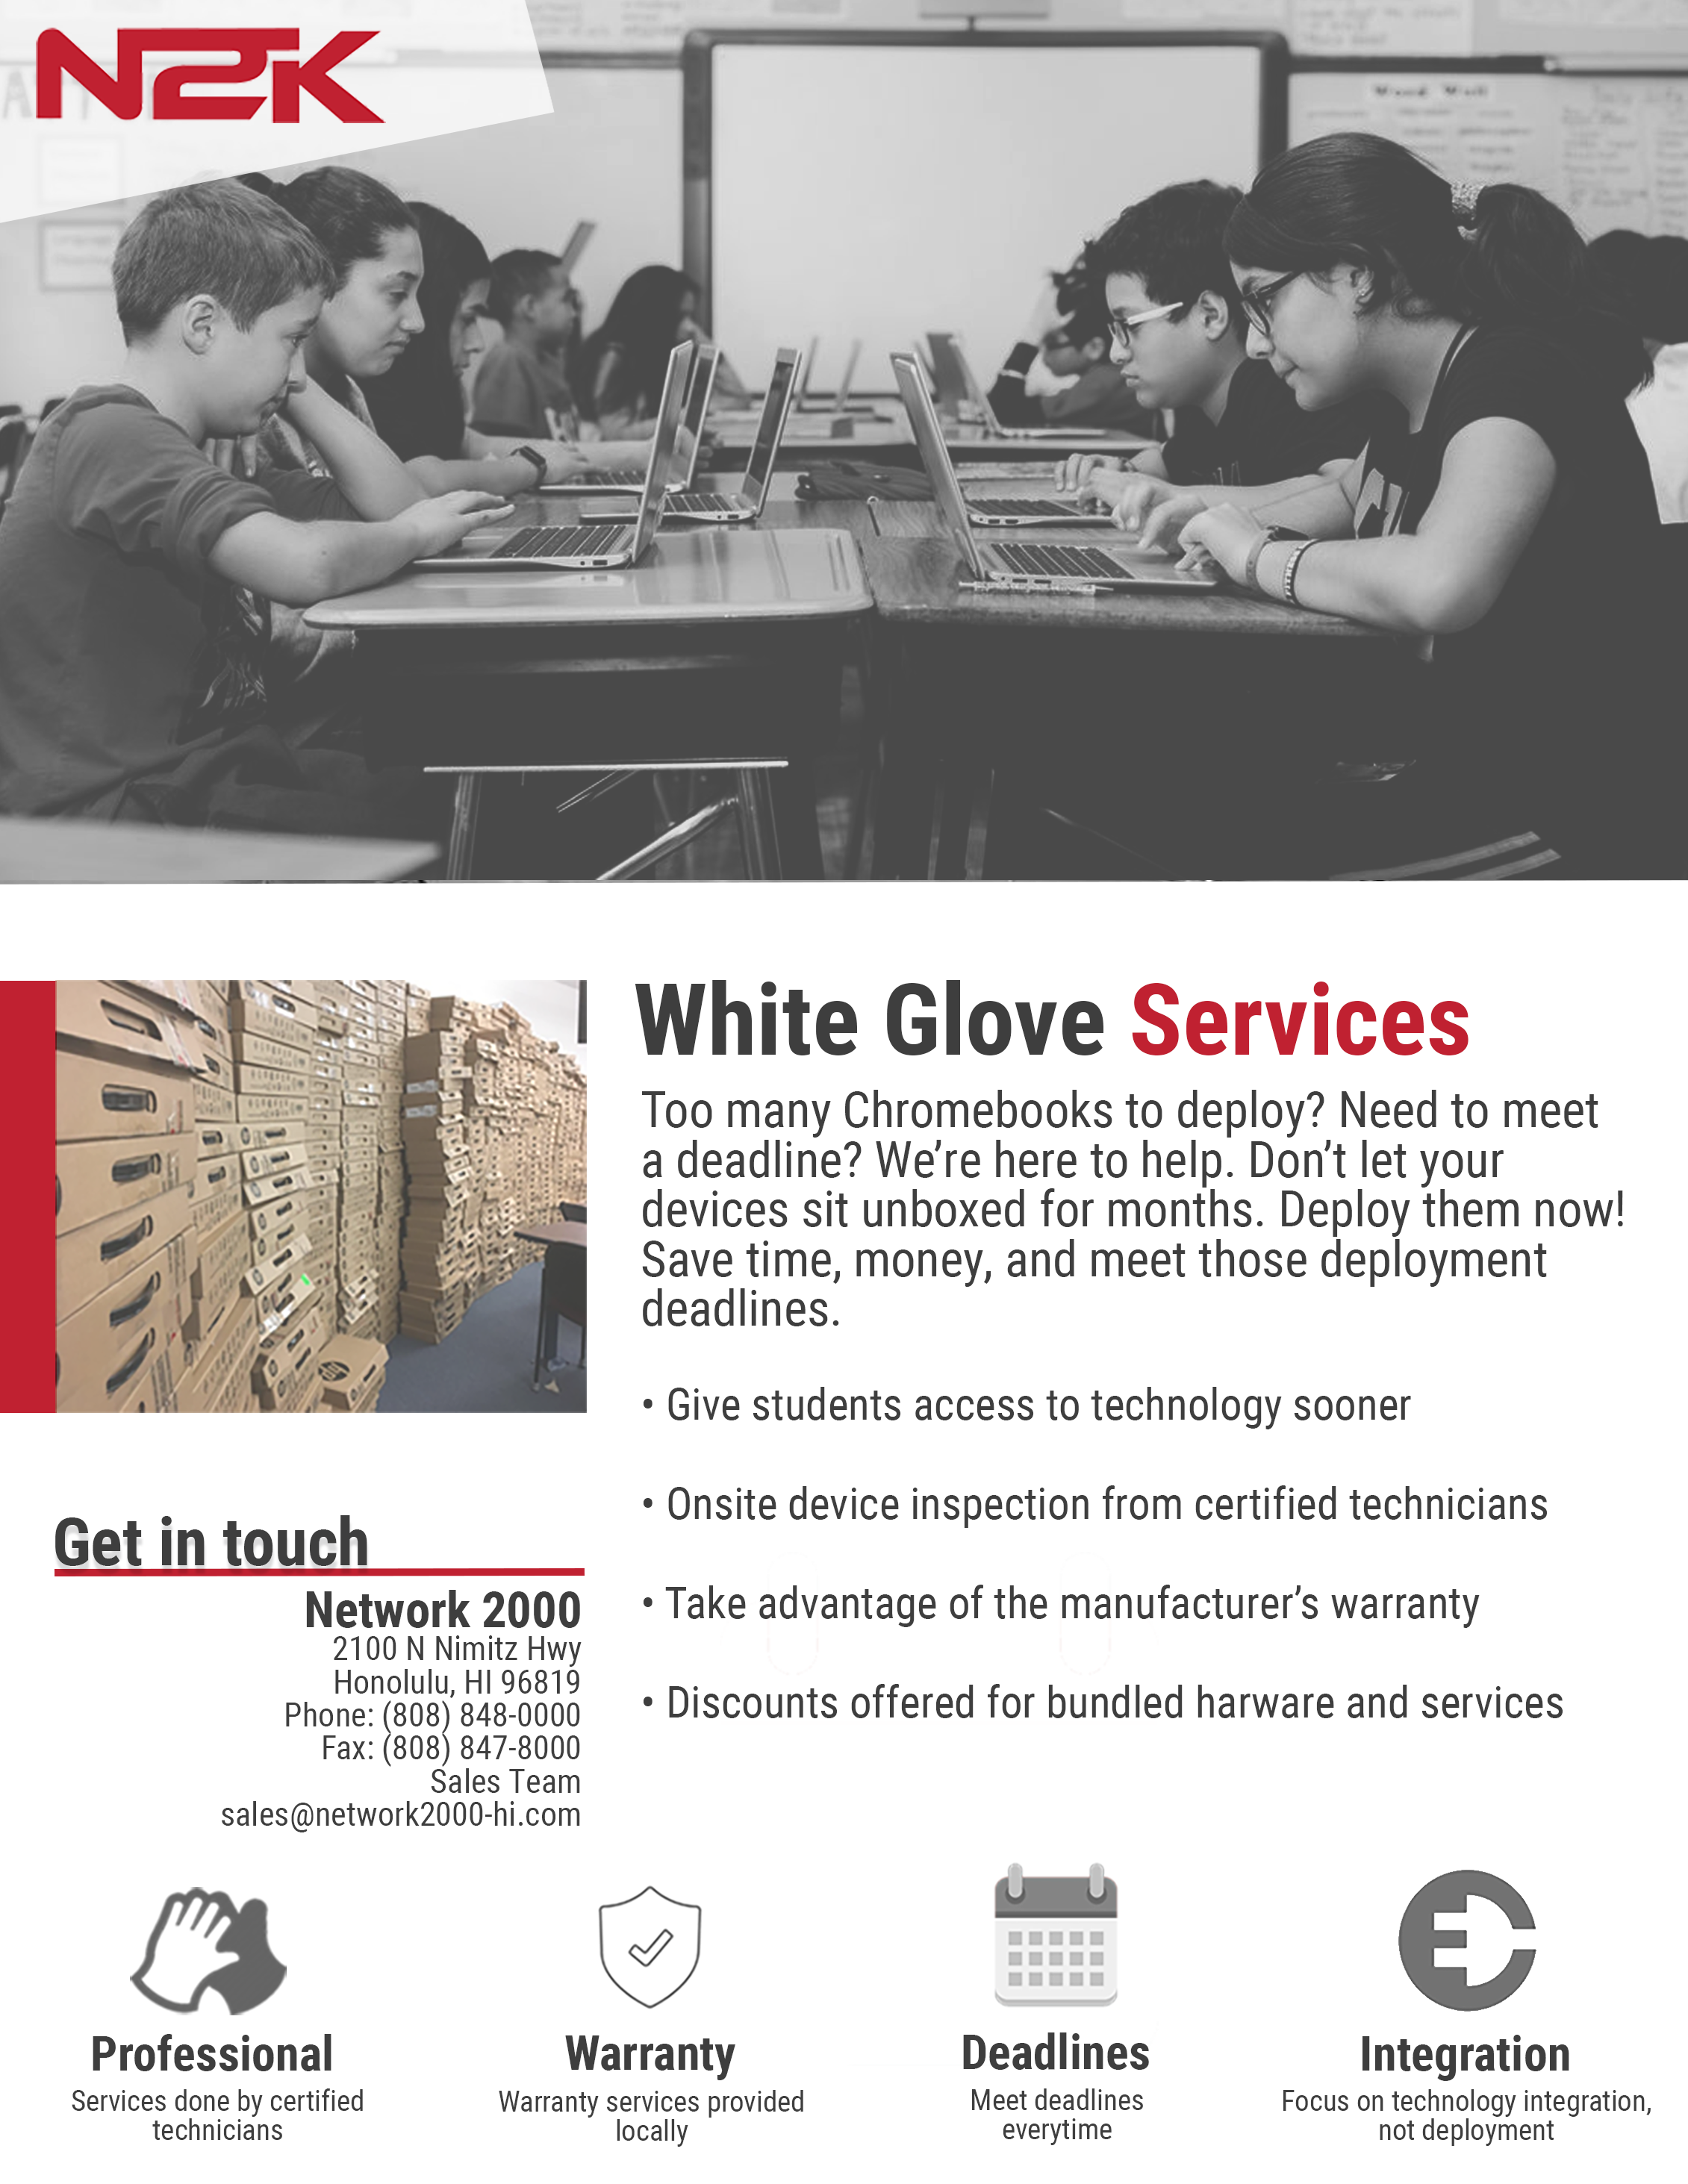 N2K
Word Wall
White Glove Services
Too many Chromebooks to deploy? Need to meet
a deadline? We’re here to help. Don’t let your
devices sit unboxed for months. Deploy them now!
Save time, money, and meet those deployment
deadlines.
• Give students access to technology sooner
• Onsite device inspection from certified technicians
• Take advantage of the manufacturer’s warranty
• Discounts offered for bundled harware and services
Get in touch
Network 2000
2100 N Nimitz Hwy
Honolulu, HI 96819
Phone: (808) 848-0000
Fax: (808) 847-8000
Sales Team
sales@network2000-hi.com
Professional
Services done by certified
technicians
Warranty
Warranty services provided
locally
Deadlines
Meet deadlines
everytime
Integration
Focus on technology integration,
not deployment